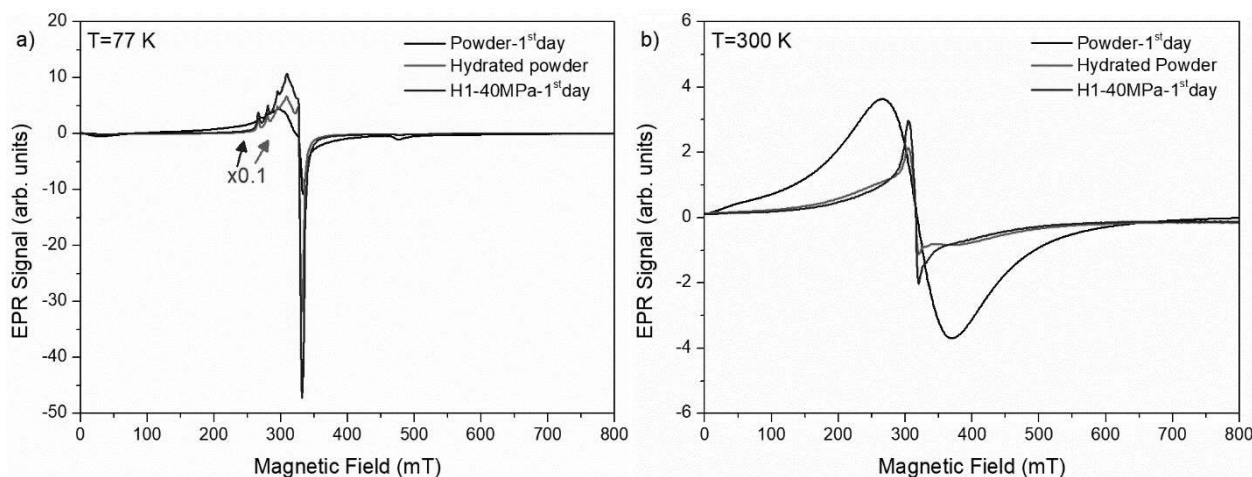 a) T=77 K
Powder-1st day
Hydrated powder
H1-40MPa-1st day
x0.1
EPR Signal (arb. units)
20
10
0
-10
-20
-30
-40
-50
0 100 200 300 400 500 600 700 800
Magnetic Field (mT)
b) T=300 K
Powder-1st day
Hydrated Powder
H1-40MPa-1st day
EPR Signal (arb. units)
6
4
2
0
-2
-4
-6
0 100 200 300 400 500 600 700 800
Magnetic Field (mT)